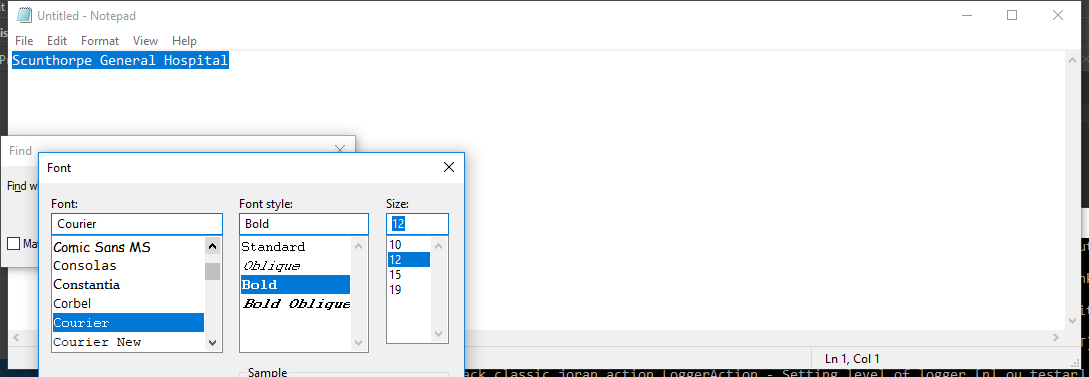 Untitled - Notepad
File Edit Format View Help
Scunthorpe General Hospital
Find
Font
Find w
Font: Font style: Size:
Courier Bold 12
Comic Sans MS
Consolas
Constantia
Corbel
Courier
Courier New
Standard
Oblique
Bold
Bold Oblique
10
12
15
19
Ma
Sample
Ln 1, Col 1
ack classic joran action LoggerAction - Setting level of logger [nl ou testar]